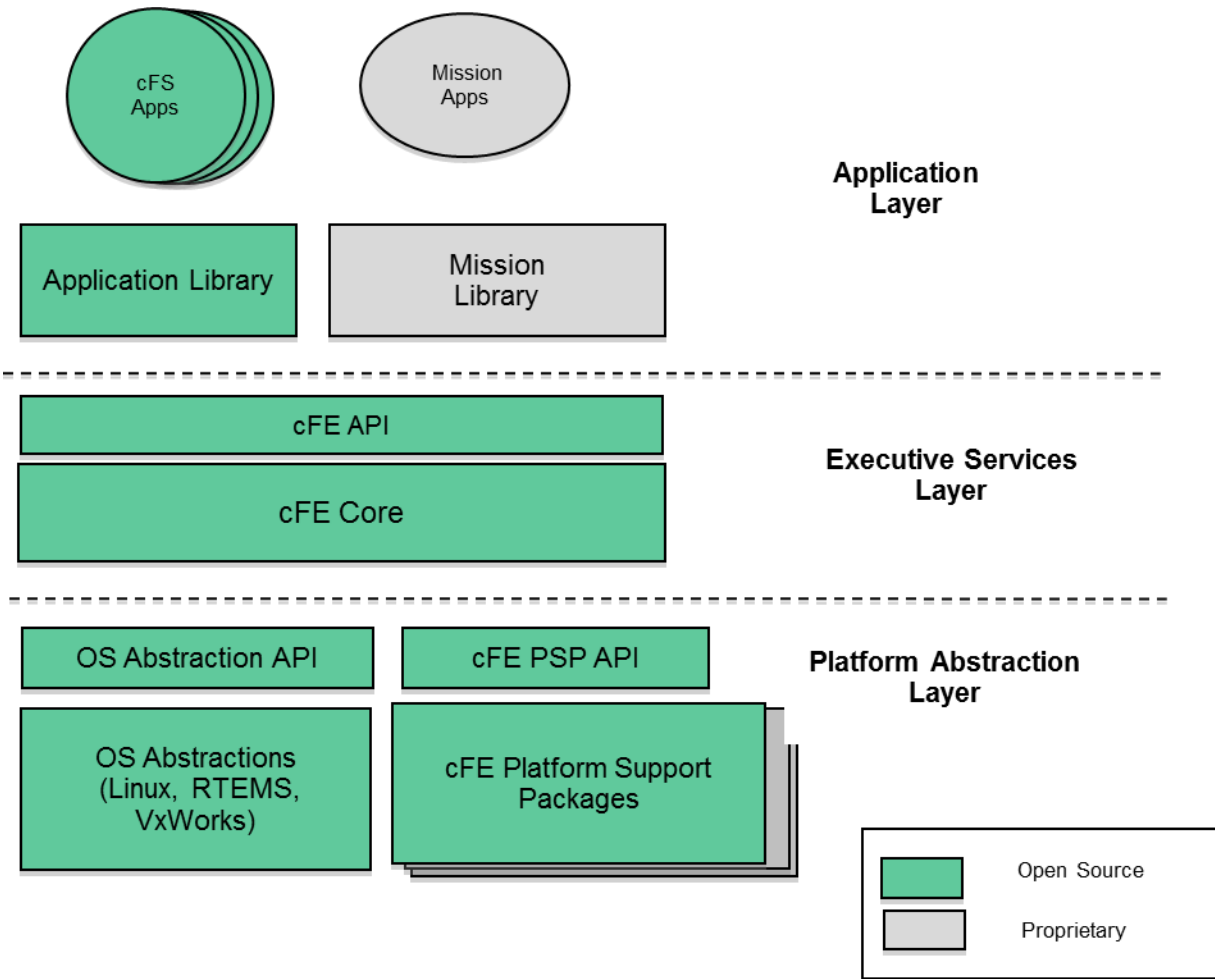 cFS
Apps
Mission
Apps
Application
Layer
Application Library
Mission
Library
cFE API
cFE Core
Executive Services
Layer
OS Abstraction API
cFE PSP API
Platform Abstraction
Layer
OS Abstractions
(Linux, RTEMS,
VxWorks)
cFE Platform Support
Packages
Open Source
Proprietary